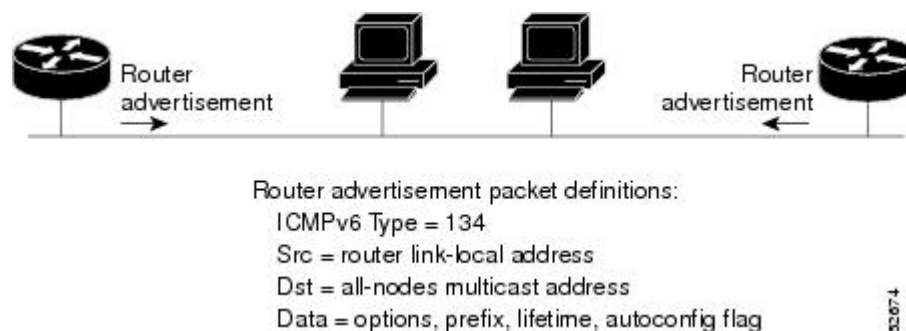 Router
advertisement
Router
advertisement
Router advertisement packet definitions:
ICMPv6 Type = 134
Src = router link-local address
Dst = all-nodes multicast address
Data = options, prefix, lifetime, autoconfig flag
52674